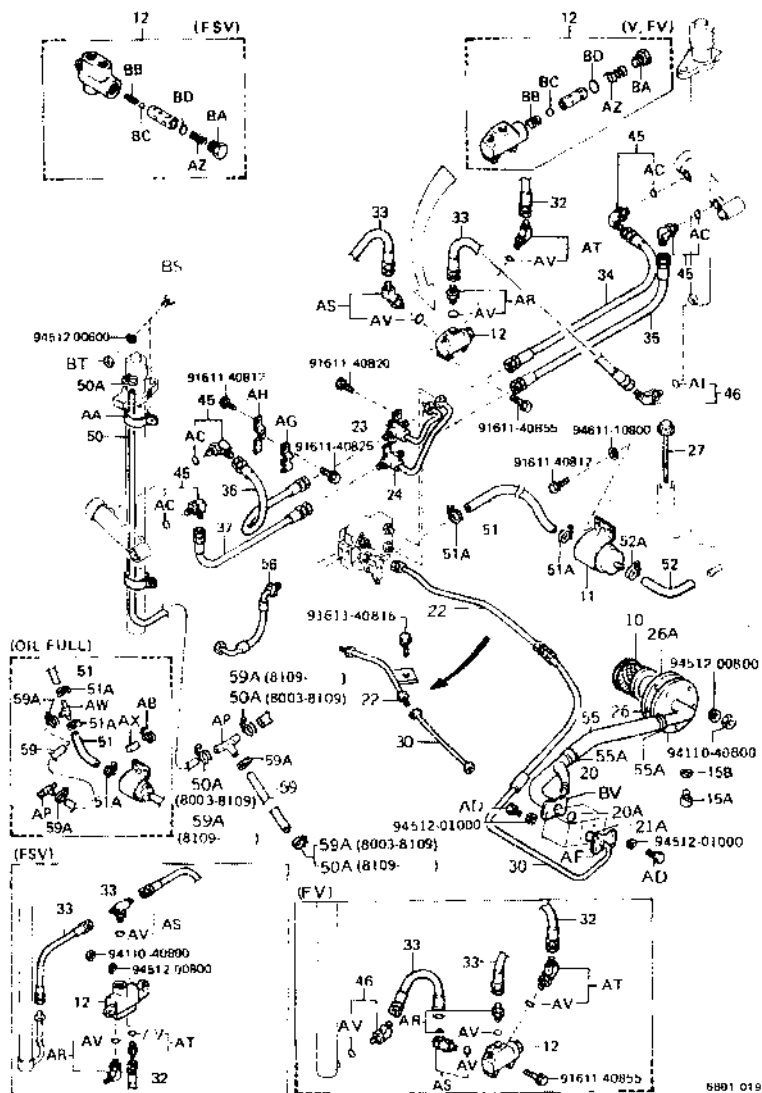 12
(FSV)
BB
BD
BA
BC
AZ
12
(V, FV)
BD
BC
BB
AZ
BA
45
AC
33
33
32
AV
AT
AC
45
34
35
AS
AV
AR
AV
12
BS
94512-00600
BT
50A
AA
50
91611-40817
45
AH
AG
91611-40820
23
91611-40825
AC
36
24
91611-40855
94611-10800
AI
46
27
91611-40817
45
AC
37
51
51A
51A
52A
11
52
56
91611-40816
22
22
30
10
26A
94512-00800
26
55
55A
55A
94110-40800
15B
15A
20
BV
20A
21A
AD
94512-01000
AF
94512-01000
AD
30
(OIL FULL)
51
51A
59A
AW
51A
AX
AB
59
51
51A
AP
59A
59A (8109- )
50A (8003-8109)
AP
59A
50A
(8003-8109)
59A
(8109- )
59
59A (8003-8109)
50A (8109- )
(FSV)
33
33
AS
AV
94110-40800
94512-00800
12
AV
AV
AR
AT
32
(FV)
32
33
33
46
AT
AV
AR
AV
AV
12
AV
AS
91611-40855
6801 019